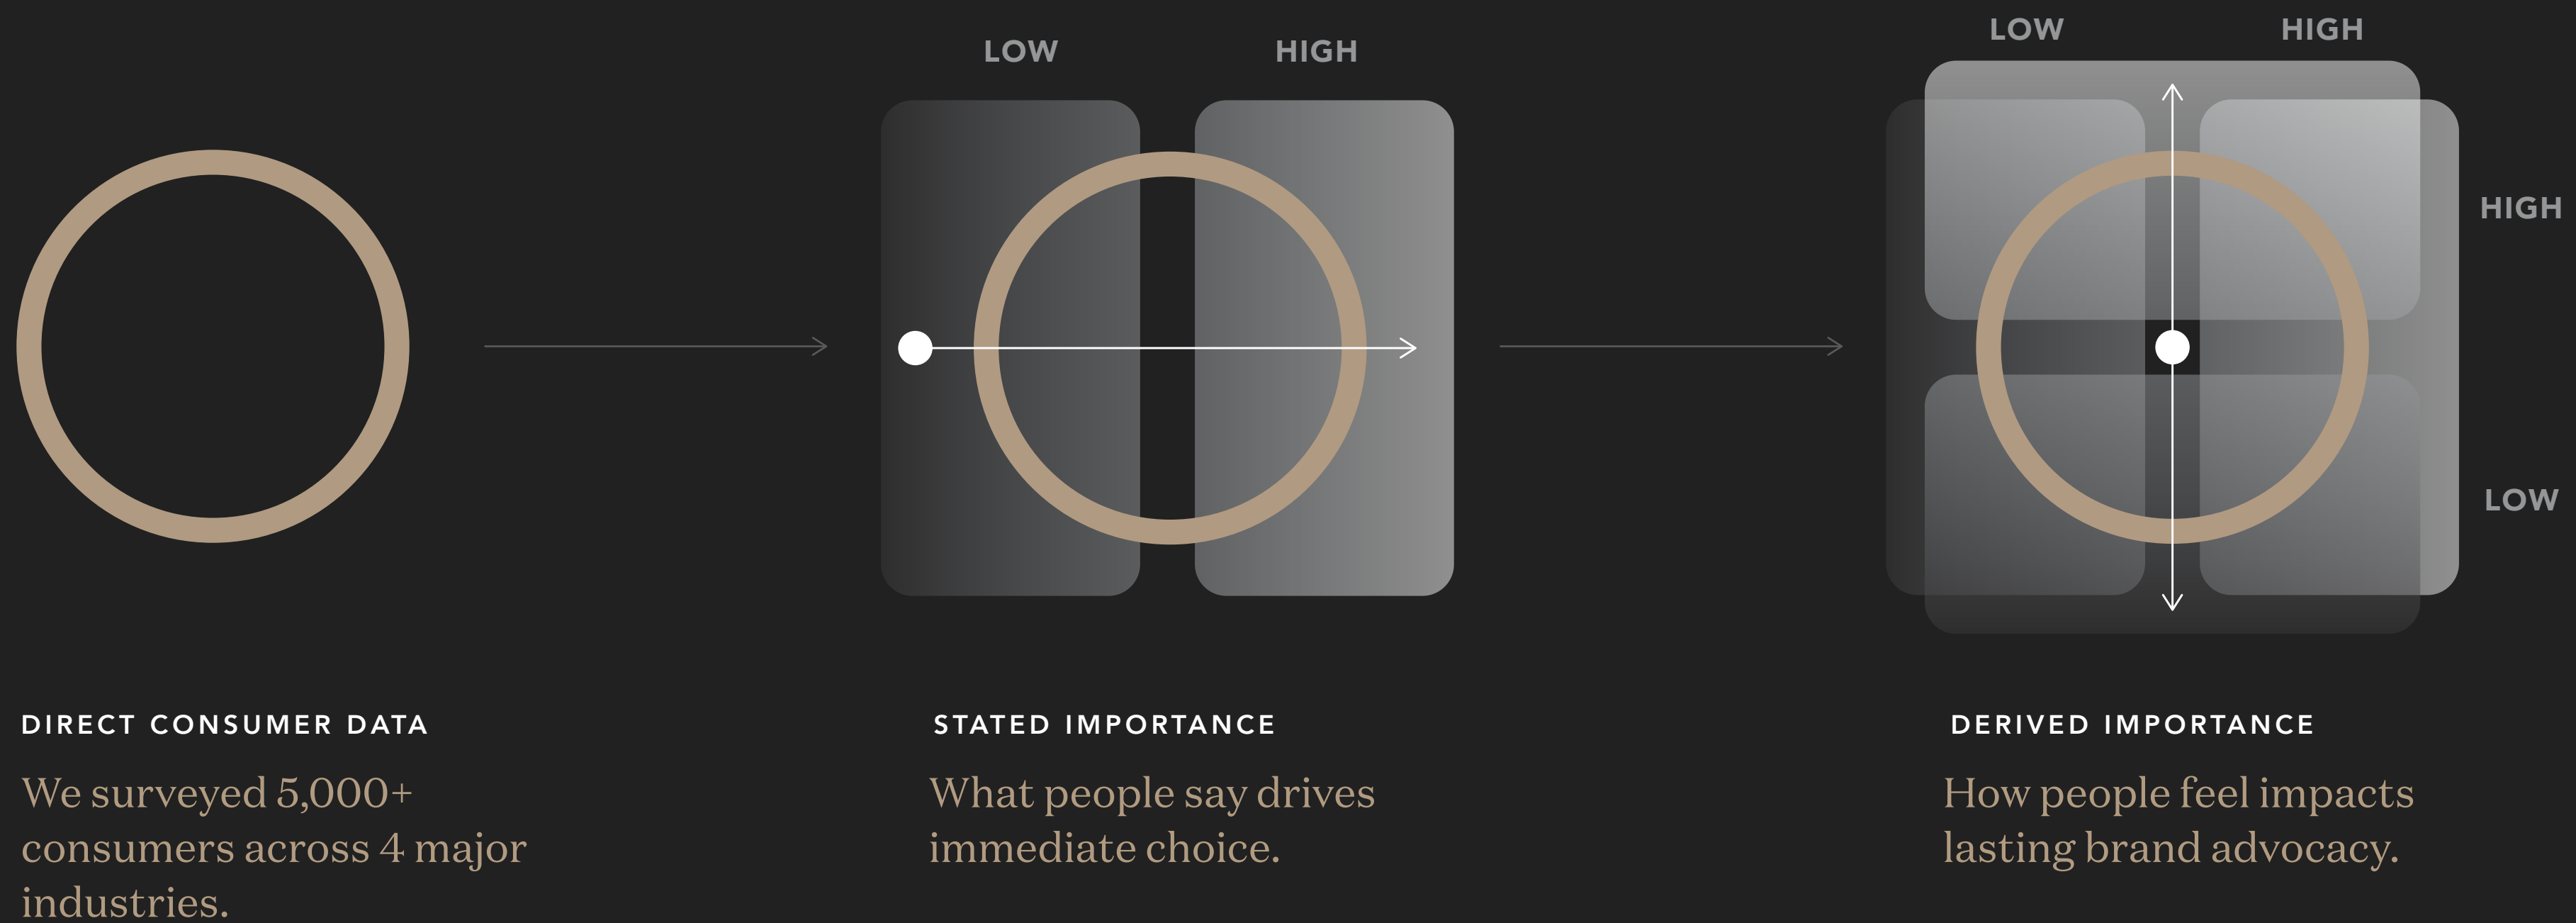 LOW HIGH
LOW HIGH
HIGH
LOW
DIRECT CONSUMER DATA
We surveyed 5,000+
consumers across 4 major
industries.
STATED IMPORTANCE
What people say drives
immediate choice.
DERIVED IMPORTANCE
How people feel impacts
lasting brand advocacy.